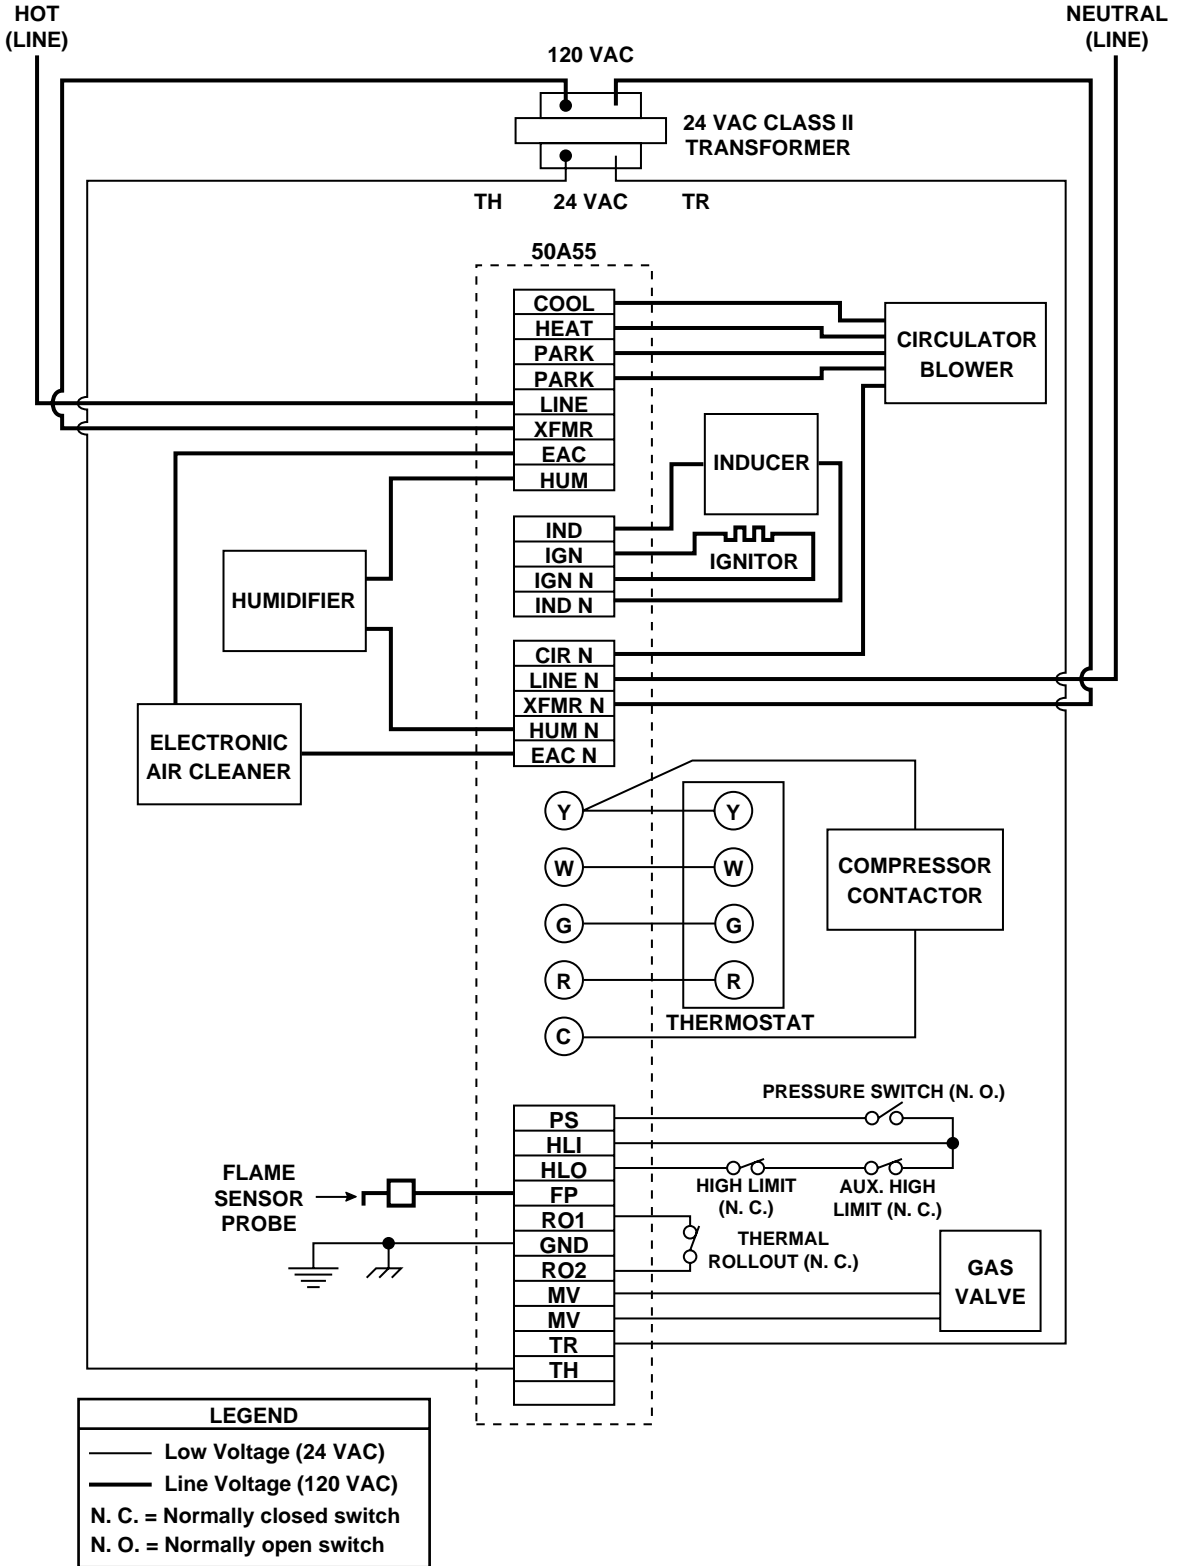 HOT
(LINE)
NEUTRAL
(LINE)
120 VAC
24 VAC CLASS II
TRANSFORMER
TH
24 VAC
TR
50A55
COOL
HEAT
PARK
PARK
LINE
XFMR
EAC
HUM
CIRCULATOR
BLOWER
INDUCER
IND
IGN
IGN N
IND N
IGNITOR
HUMIDIFIER
CIR N
LINE N
XFMR N
HUM N
EAC N
ELECTRONIC
AIR CLEANER
Y
W
G
R
C
Y
W
G
R
THERMOSTAT
COMPRESSOR
CONTACTOR
PRESSURE SWITCH (N. O.)
PS
HLI
HLO
FP
RO1
GND
RO2
MV
MV
TR
TH
HIGH LIMIT
(N. C.)
AUX. HIGH
LIMIT (N. C.)
FLAME
SENSOR
PROBE
THERMAL
ROLLOUT (N. C.)
GAS
VALVE
LEGEND
Low Voltage (24 VAC)
Line Voltage (120 VAC)
N. C. = Normally closed switch
N. O. = Normally open switch